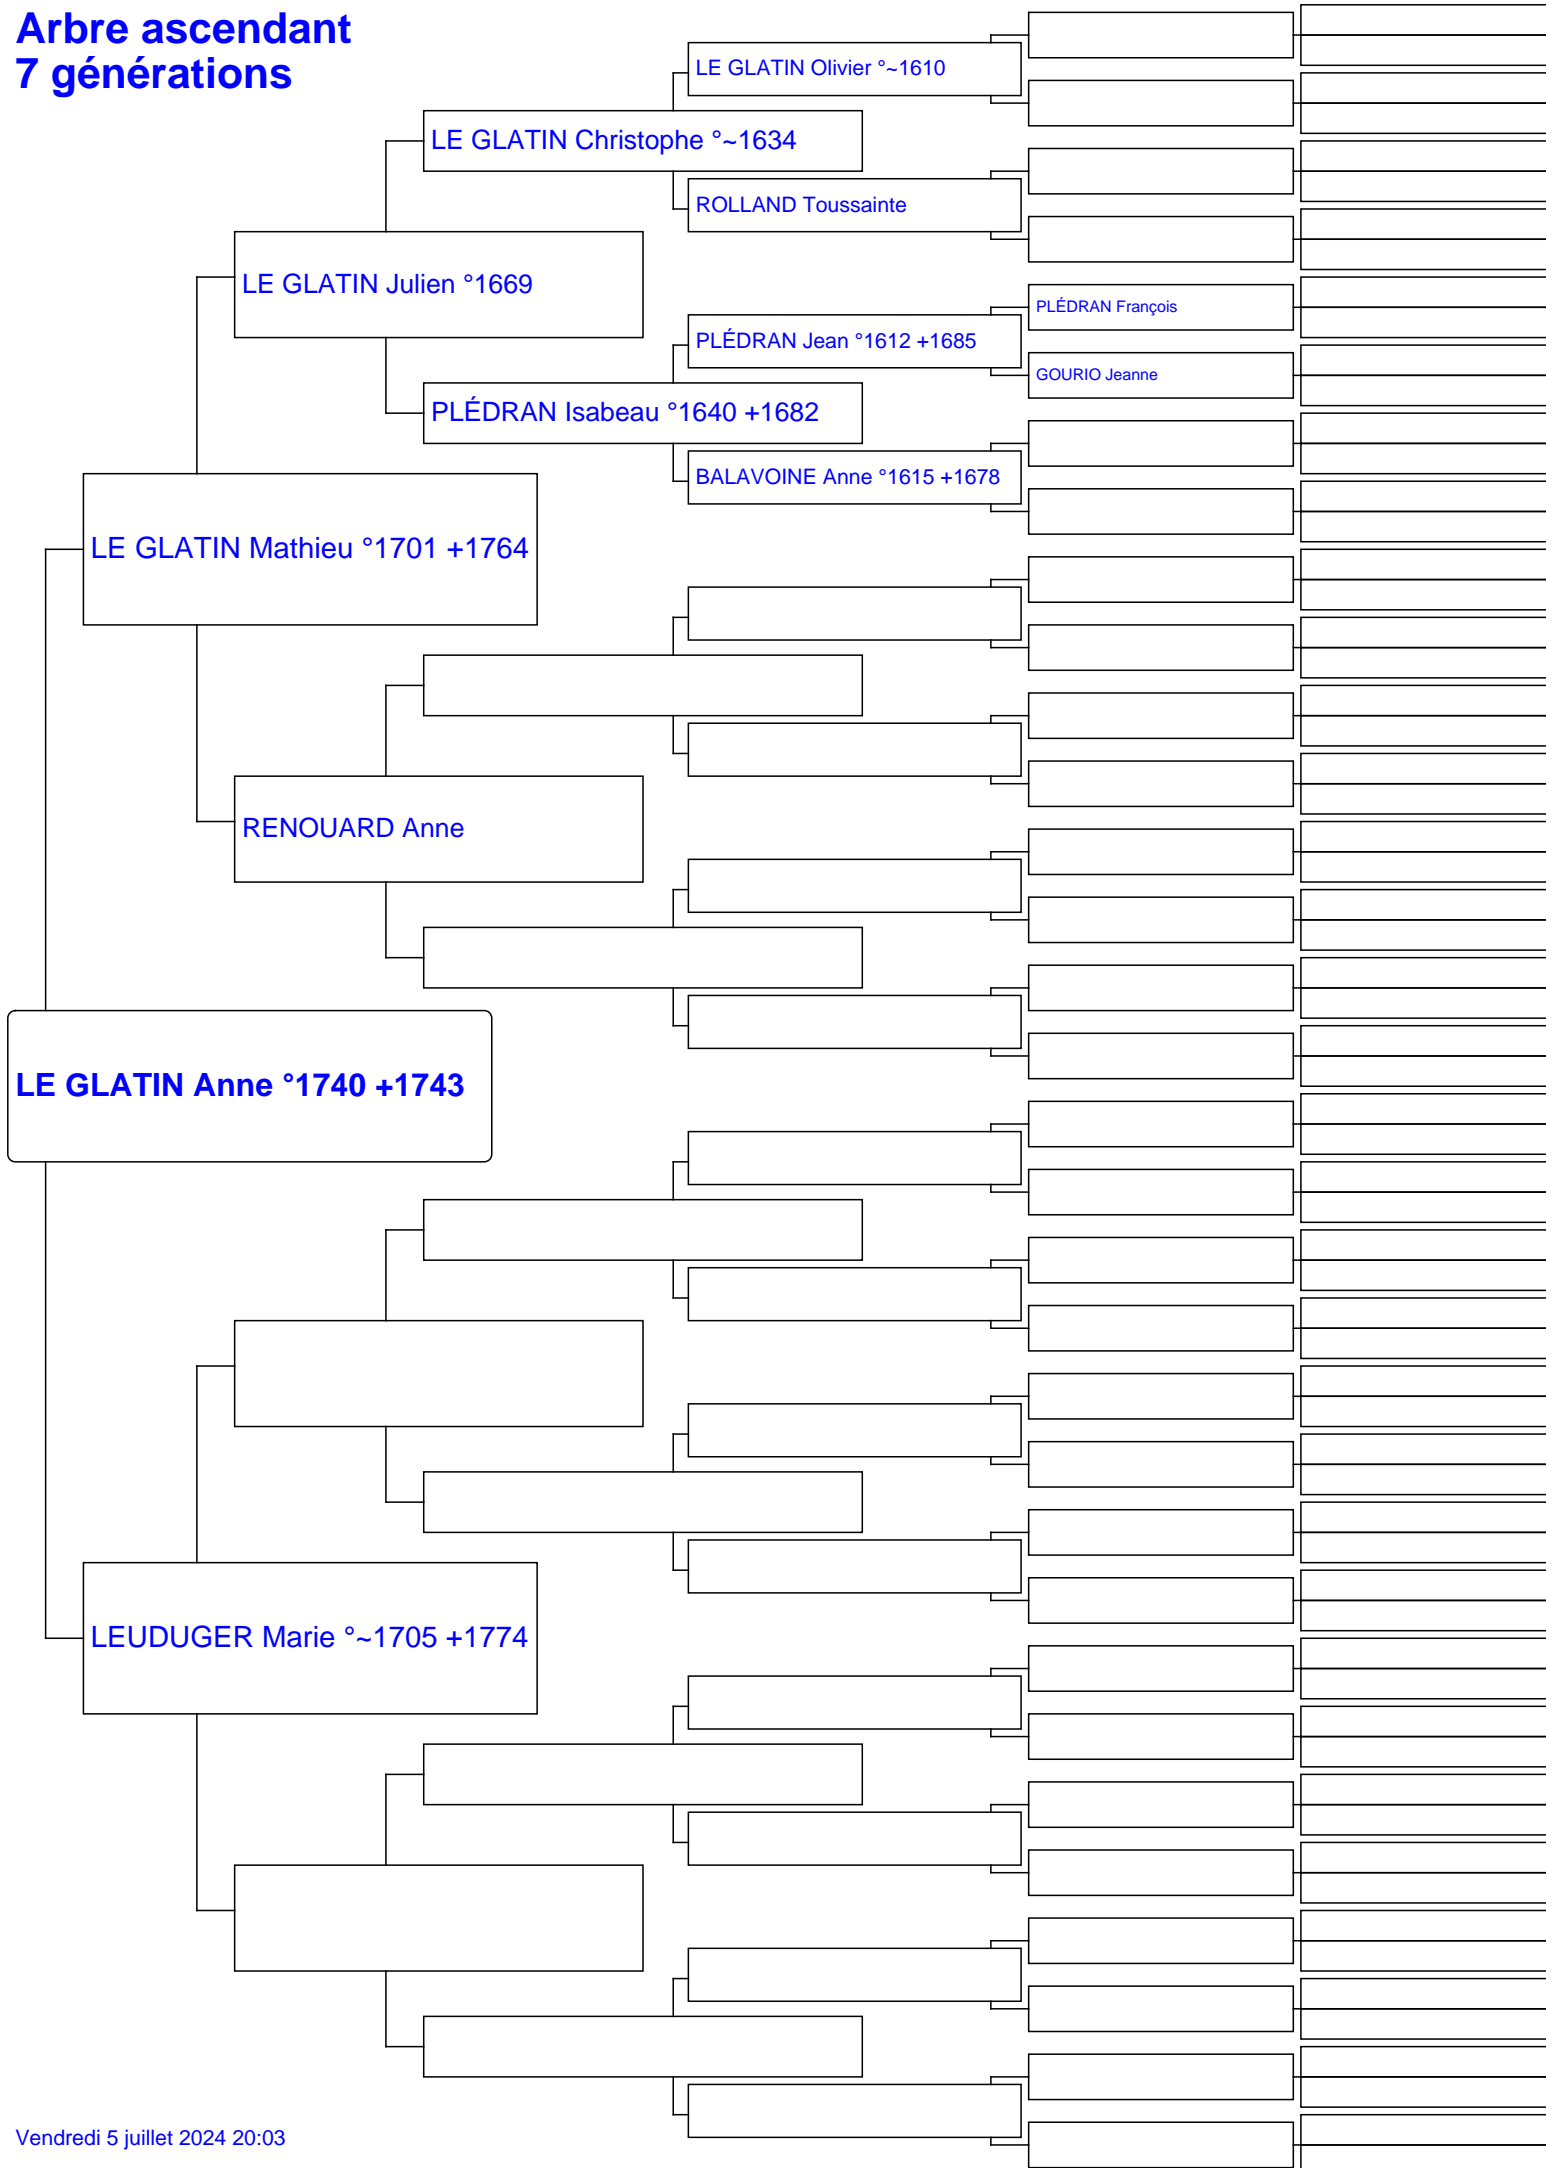 Arbre ascendant
7 générations
LE GLATIN Olivier °~1610
LE GLATIN Christophe °~1634
ROLLAND Toussainte
LE GLATIN Julien °1669
PLÉDRAN François
PLÉDRAN Jean °1612 +1685
GOURIO Jeanne
PLÉDRAN Isabeau °1640 +1682
BALAVOINE Anne °1615 +1678
LE GLATIN Mathieu °1701 +1764
RENOUARD Anne
LE GLATIN Anne °1740 +1743
LEUDUGER Marie °~1705 +1774
Vendredi 5 juillet 2024 20:03